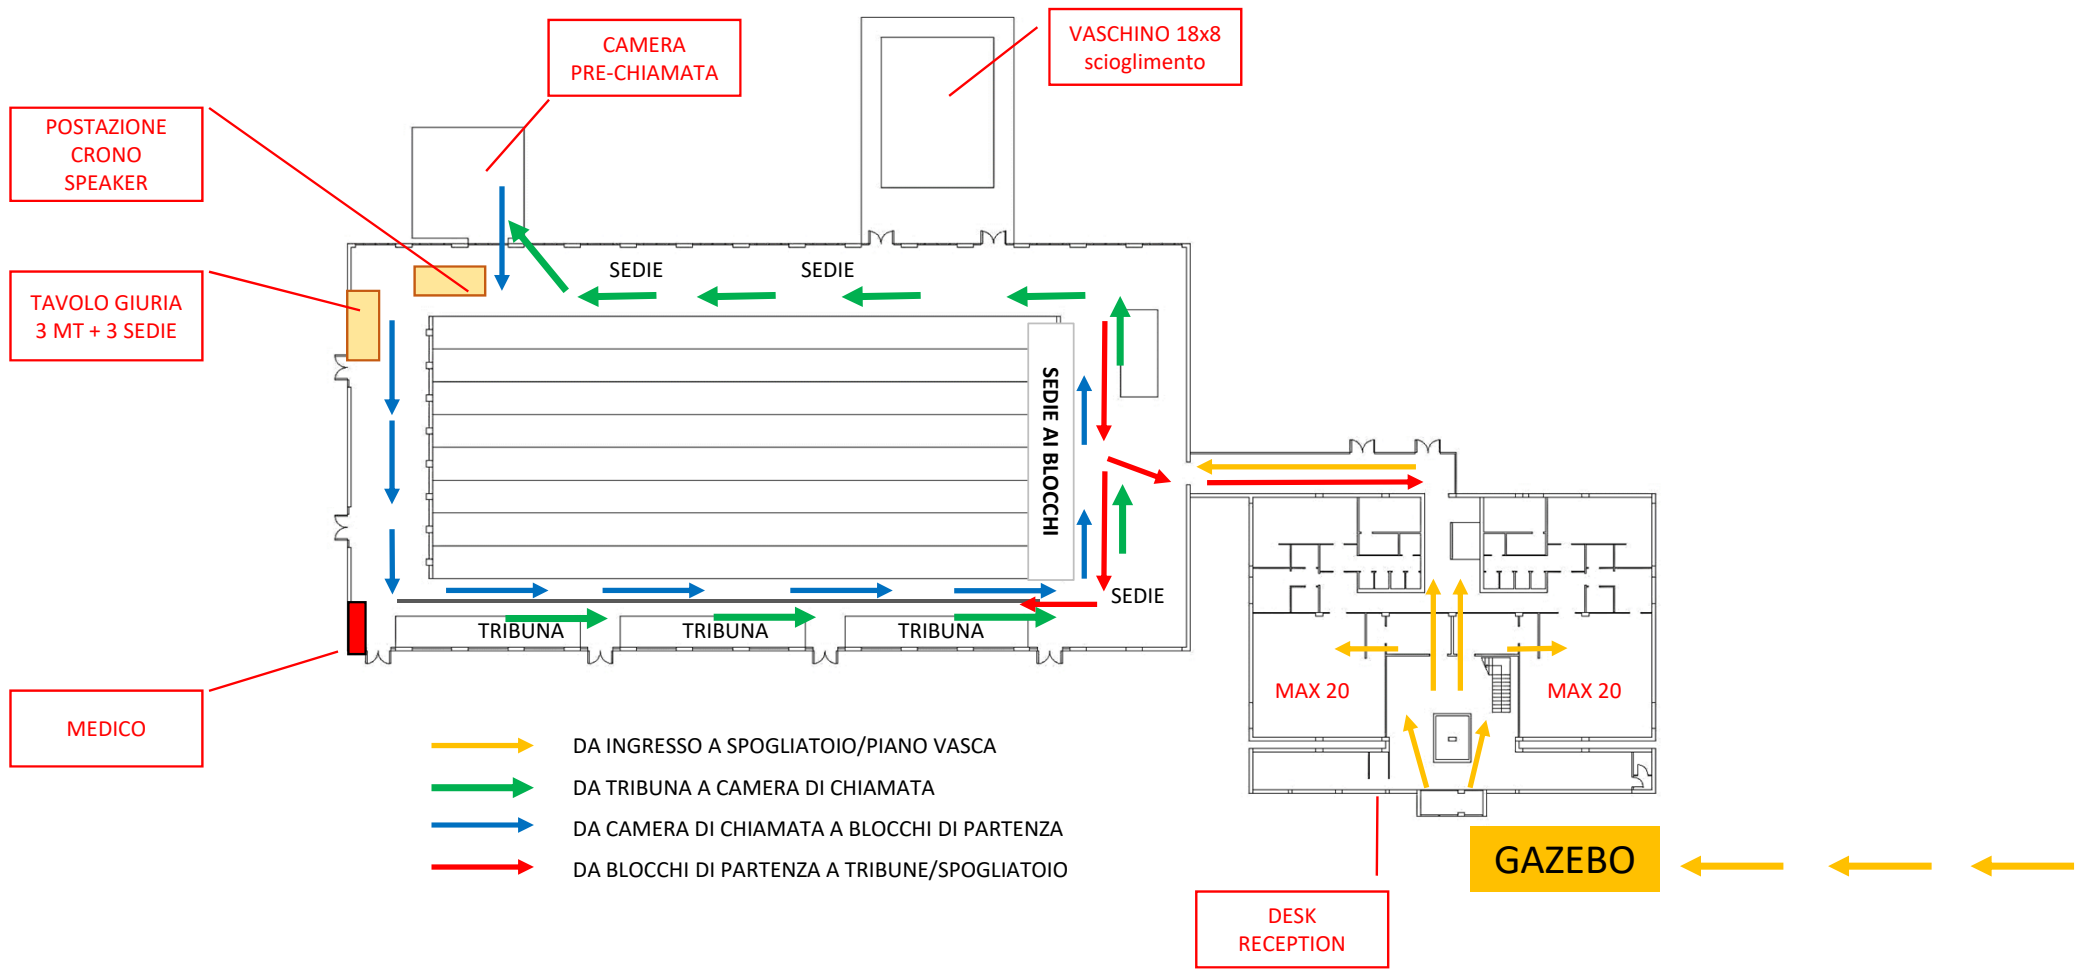 CAMERA
PRE-CHIAMATA
VASCHINO 18x8
scioglimento
POSTAZIONE
CRONO
SPEAKER
TAVOLO GIURIA
3 MT + 3 SEDIE
SEDIE
SEDIE
SEDIE AI BLOCCHI
SEDIE
TRIBUNA
TRIBUNA
TRIBUNA
MEDICO
MAX 20
MAX 20
DA INGRESSO A SPOGLIATOIO/PIANO VASCA
DA TRIBUNA A CAMERA DI CHIAMATA
DA CAMERA DI CHIAMATA A BLOCCHI DI PARTENZA
DA BLOCCHI DI PARTENZA A TRIBUNE/SPOGLIATOIO
GAZEBO
DESK
RECEPTION